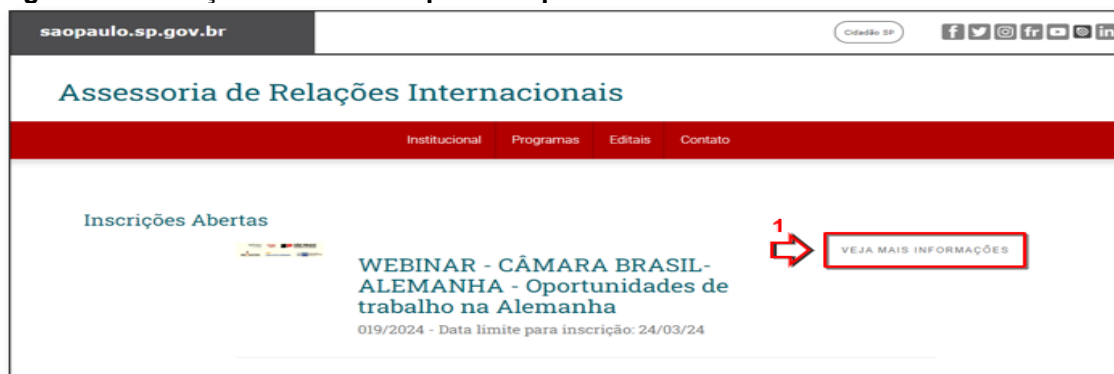 saopaulo.sp.gov.br
Cidadão SP
Assessoria de Relações Internacionais
Institucional Programas Editais Contato
Inscrições Abertas
1
VEJA MAIS INFORMAÇÕES
WEBINAR - CÂMARA BRASIL-
ALEMANHA - Oportunidades de
trabalho na Alemanha
019/2024 - Data limite para inscrição: 24/03/24